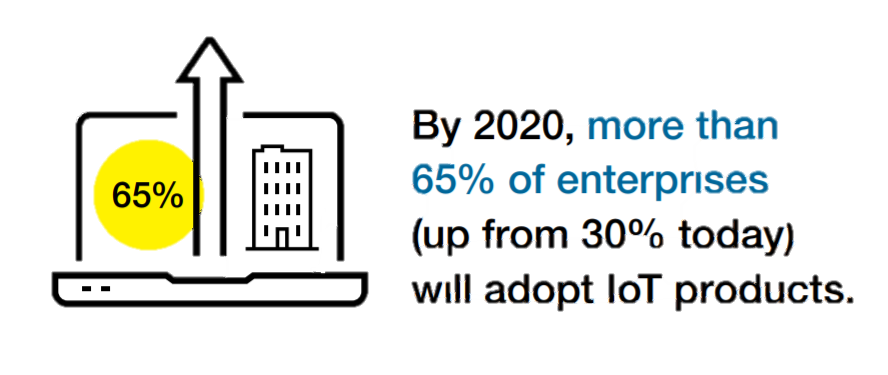 65%
By 2020, more than
65% of enterprises
(up from 30% today)
will adopt IoT products.